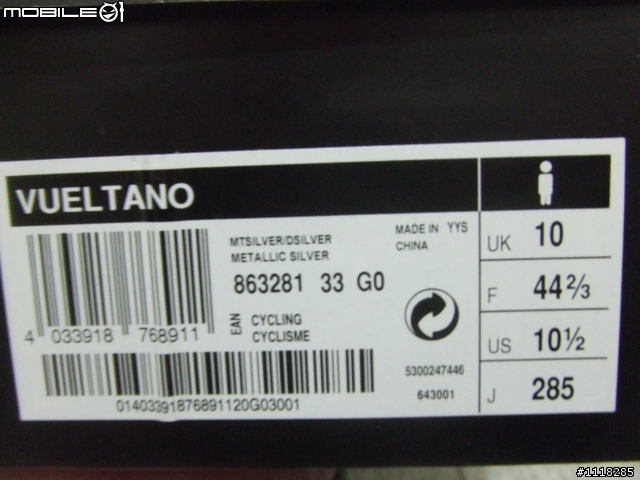 MOBILE01
VUELTANO
MTSILVER/DSILVER
METALLIC SILVER
863281 33 G0
MADE IN YYS
CHINA
EAN
CYCLING
CYCLISME
4 033918 768911
01403391876891120G03001
5300247446
643001
UK 10
F 44⅔
US 10½
J 285
#1118285